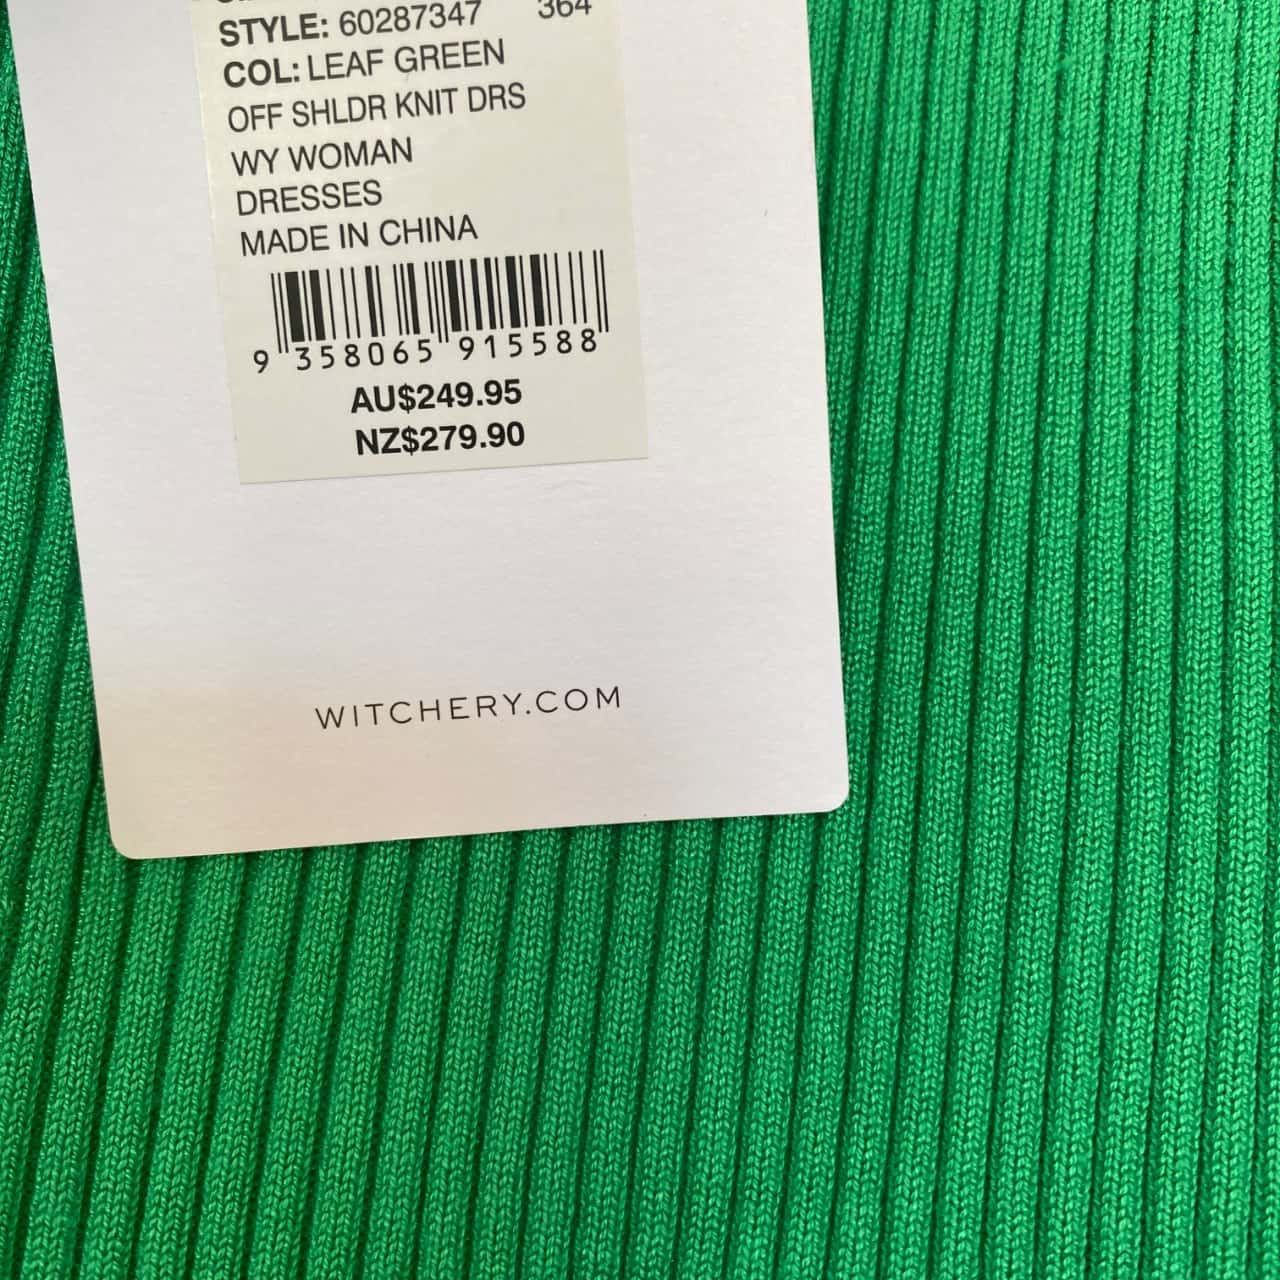 STYLE: 60287347 364
COL: LEAF GREEN
OFF SHLDR KNIT DRS
WY WOMAN
DRESSES
MADE IN CHINA
9 358065 915588
AU$249.95
NZ$279.90
WITCHERY.COM